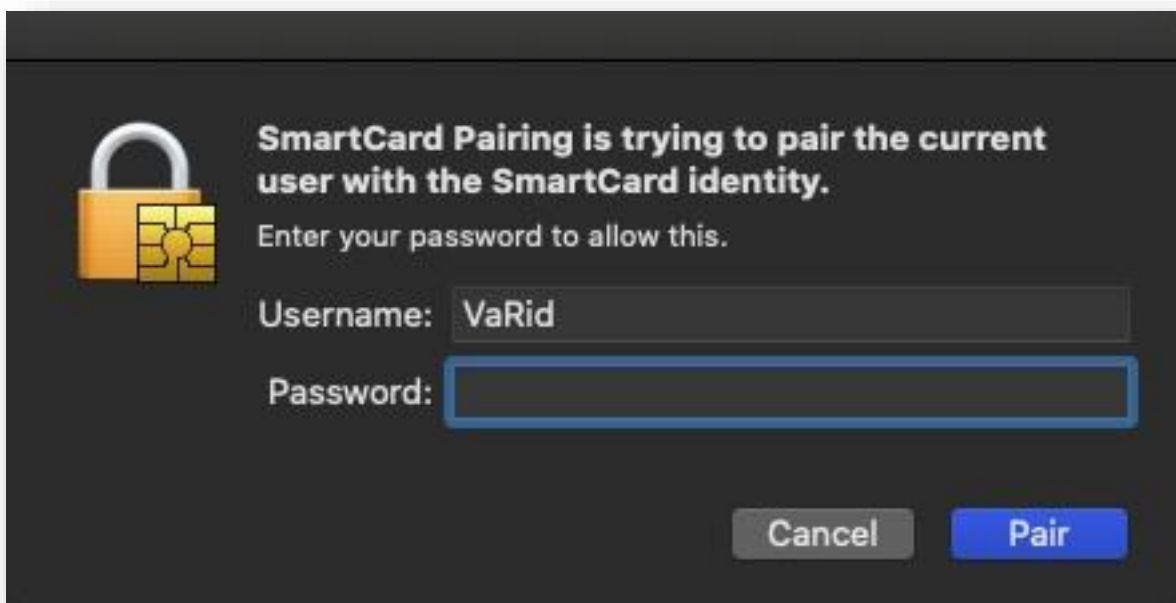 SmartCard Pairing is trying to pair the current
user with the SmartCard identity.
Enter your password to allow this.
Username: VaRid
Password:
Cancel Pair